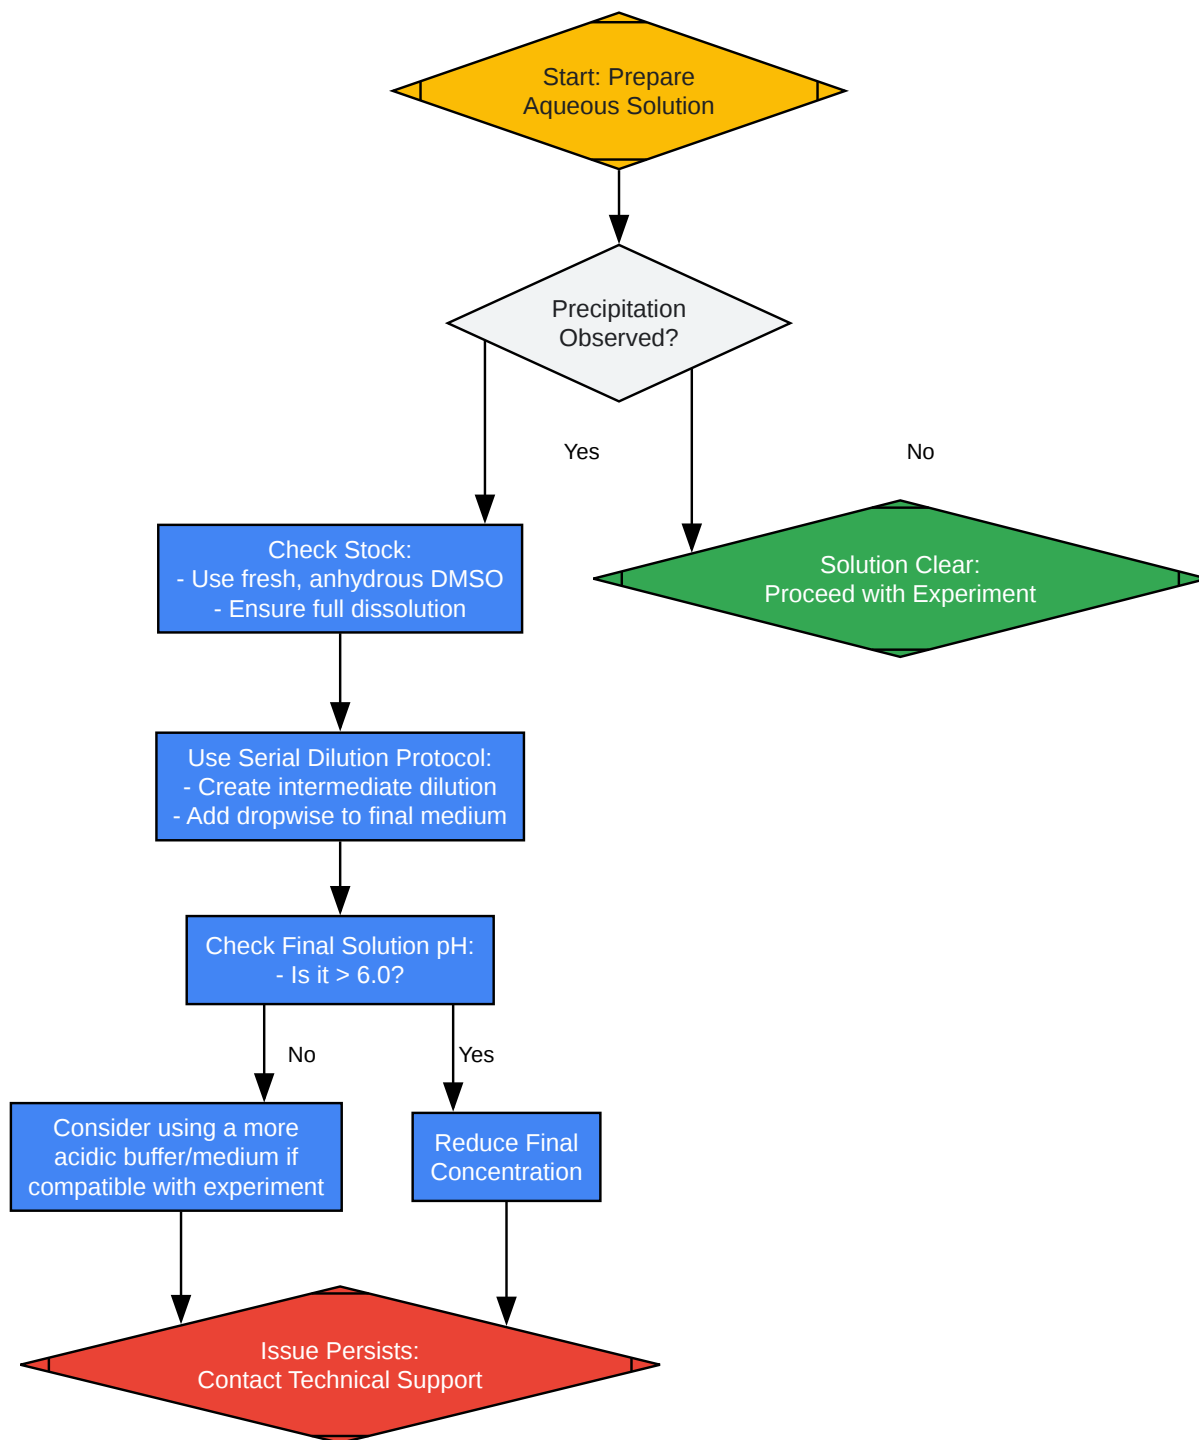 Start: Prepare
Aqueous Solution
Precipitation
Observed?
Yes
No
Check Stock:
- Use fresh, anhydrous DMSO
- Ensure full dissolution
Solution Clear:
Proceed with Experiment
Use Serial Dilution Protocol:
- Create intermediate dilution
- Add dropwise to final medium
Check Final Solution pH:
- Is it > 6.0?
No
Yes
Consider using a more
acidic buffer/medium if
compatible with experiment
Reduce Final
Concentration
Issue Persists:
Contact Technical Support